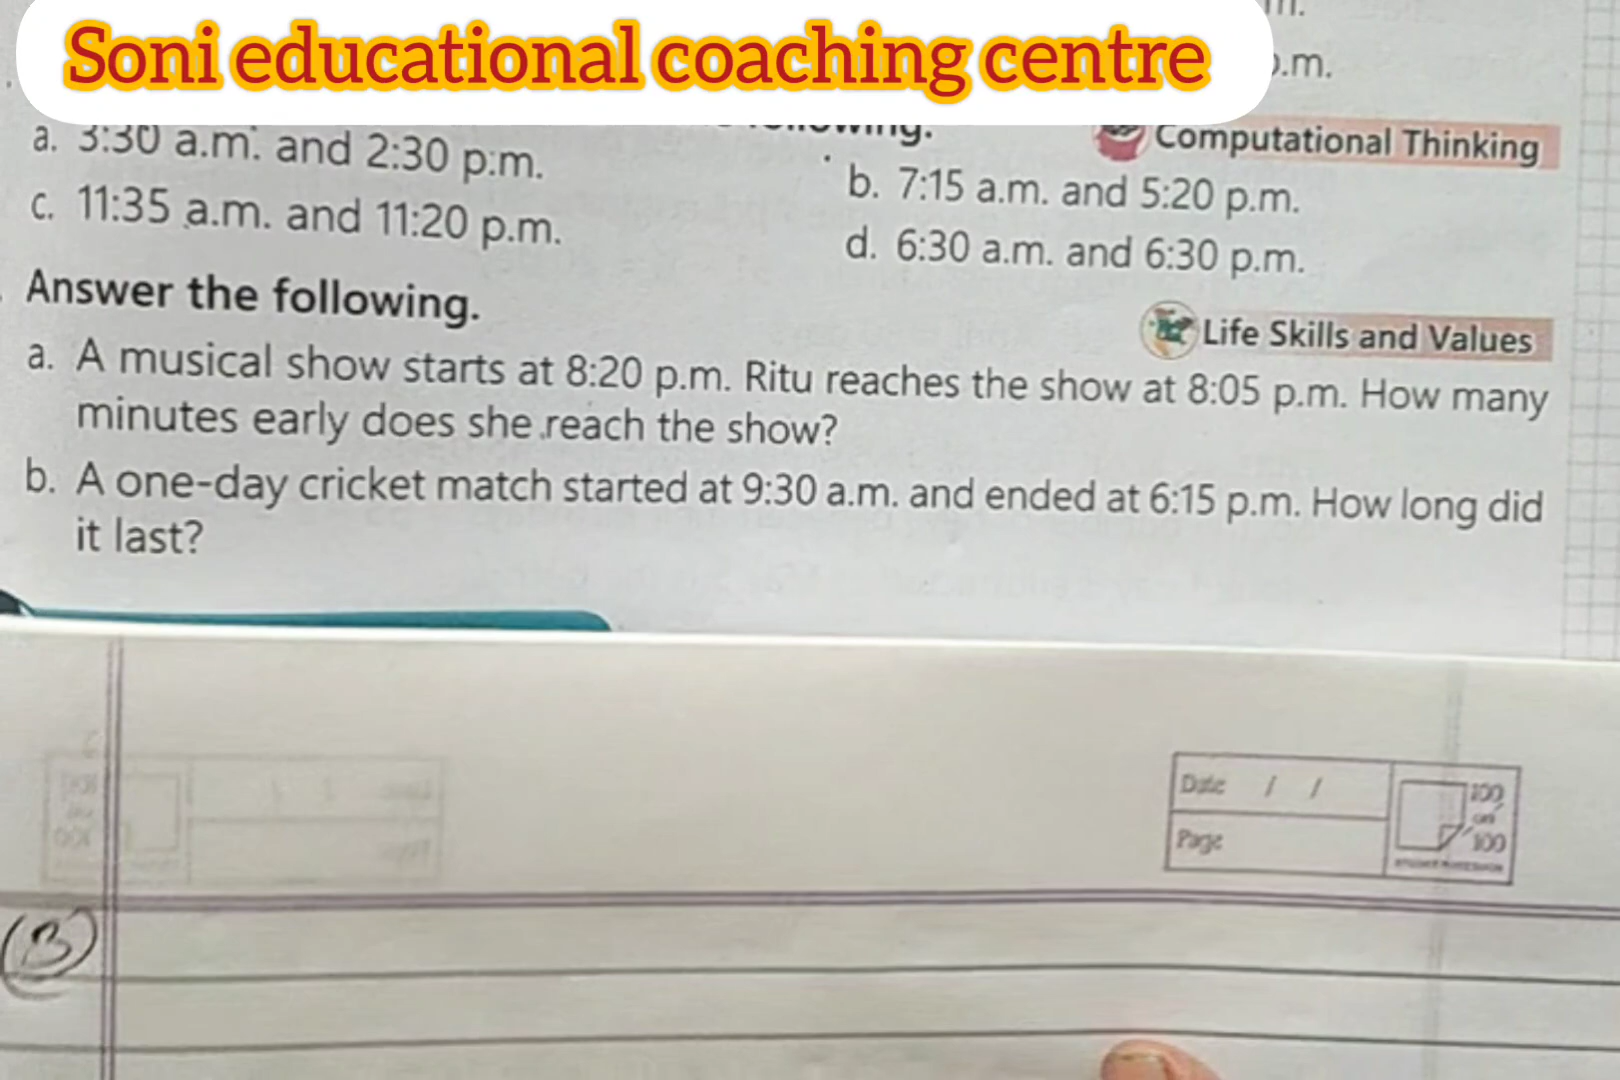 Soni educational coaching centre
p.m.
Computational Thinking
a. 3:30 a.m. and 2:30 p.m.
b. 7:15 a.m. and 5:20 p.m.
c. 11:35 a.m. and 11:20 p.m.
d. 6:30 a.m. and 6:30 p.m.
Answer the following.
Life Skills and Values
a. A musical show starts at 8:20 p.m. Ritu reaches the show at 8:05 p.m. How many
minutes early does she reach the show?
b. A one-day cricket match started at 9:30 a.m. and ended at 6:15 p.m. How long did
it last?
Date / /
Page
100
on
100
(B)